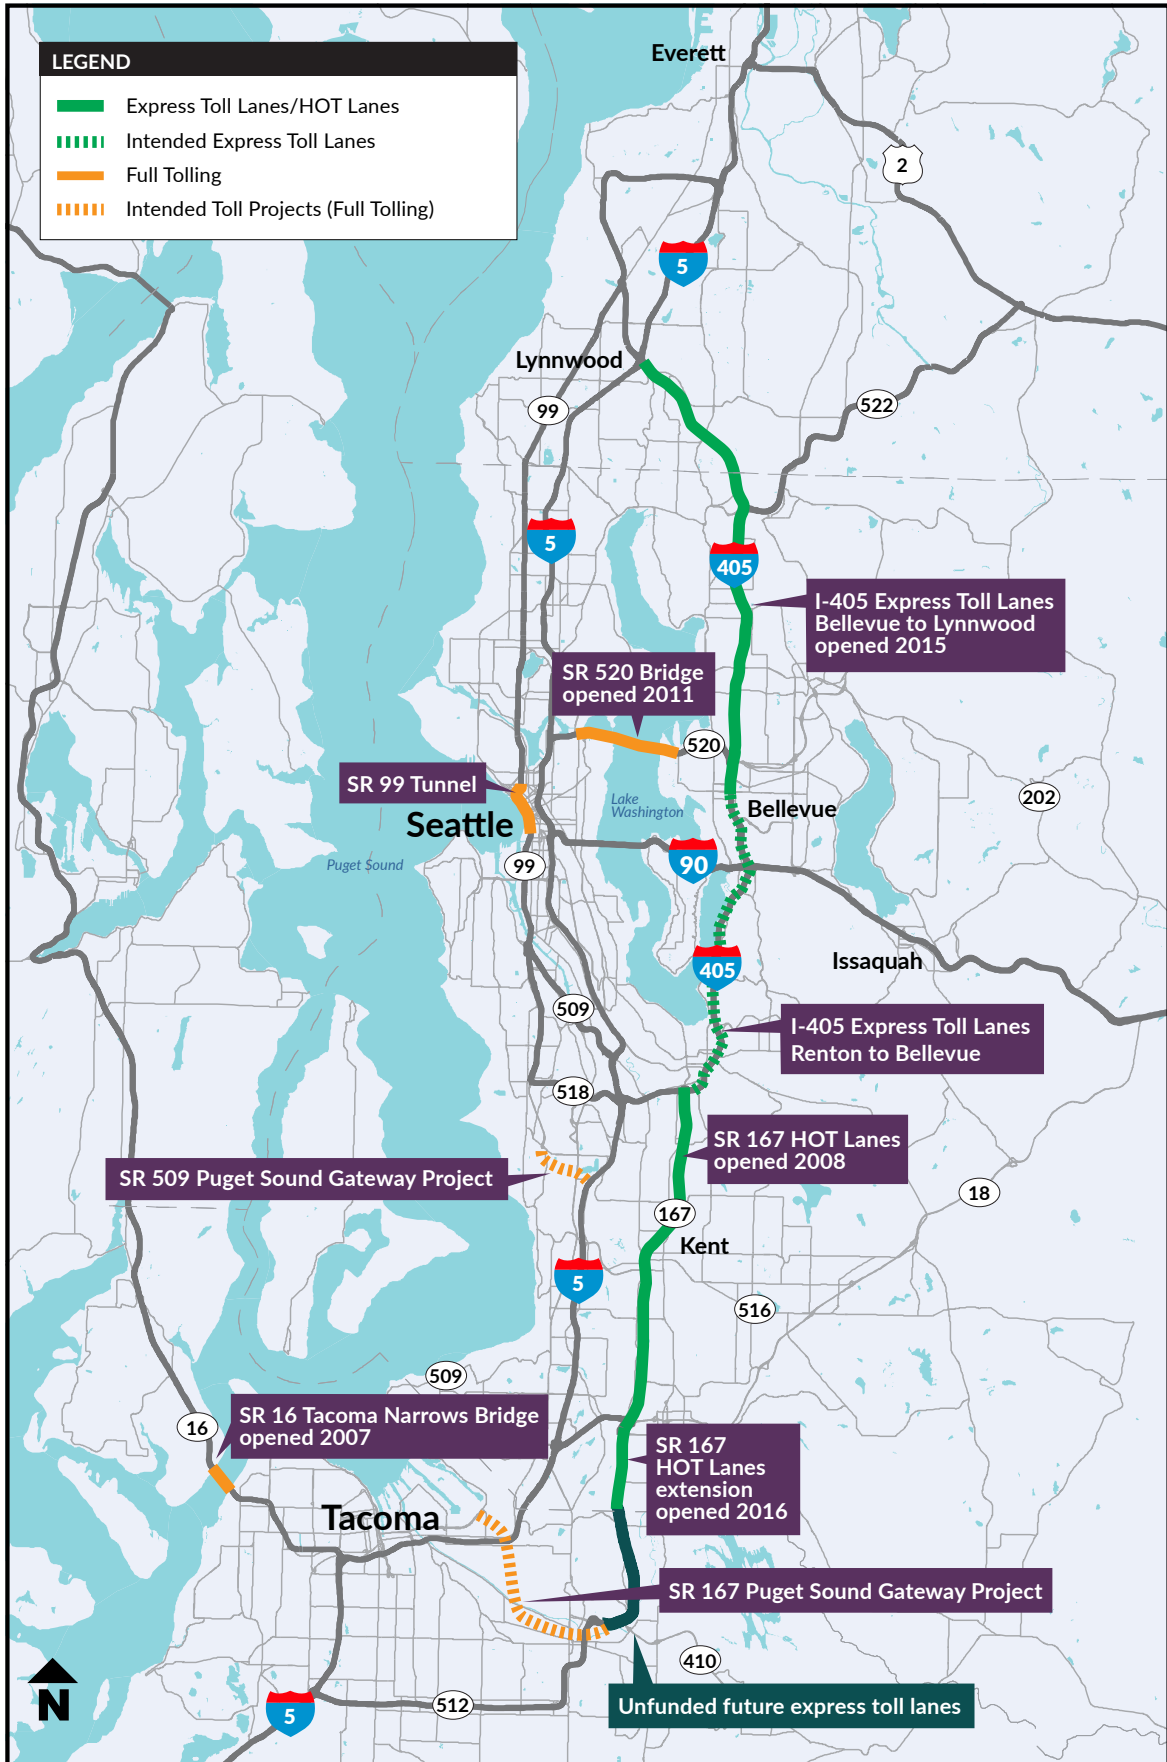 LEGEND
Express Toll Lanes/HOT Lanes
Intended Express Toll Lanes
Full Tolling
Intended Toll Projects (Full Tolling)
Everett
2
5
Lynnwood
99
522
5
405
I-405 Express Toll Lanes
Bellevue to Lynnwood
opened 2015
SR 520 Bridge
opened 2011
520
SR 99 Tunnel
Seattle
Lake
Washington
Bellevue
202
Puget Sound
99
90
Issaquah
405
509
I-405 Express Toll Lanes
Renton to Bellevue
518
SR 167 HOT Lanes
opened 2008
SR 509 Puget Sound Gateway Project
18
167
Kent
5
516
509
SR 16 Tacoma Narrows Bridge
opened 2007
16
SR 167
HOT Lanes
extension
opened 2016
Tacoma
SR 167 Puget Sound Gateway Project
410
N
5
512
Unfunded future express toll lanes